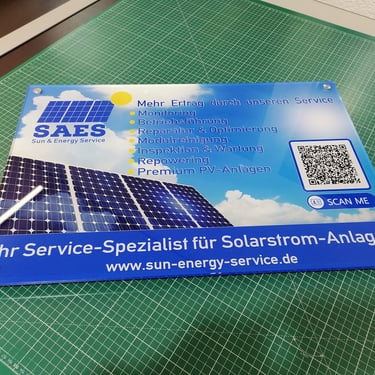 SAES
Sun & Energy Service
Mehr Ertrag durch unseren Service
Monitoring
Betriebsführung
Reparatur & Optimierung
Modulreinigung
Inspektion & Wartung
Repowering
Premium PV-Anlagen
SCAN ME
hr Service-Spezialist für Solarstrom-Anlag
www.sun-energy-service.de